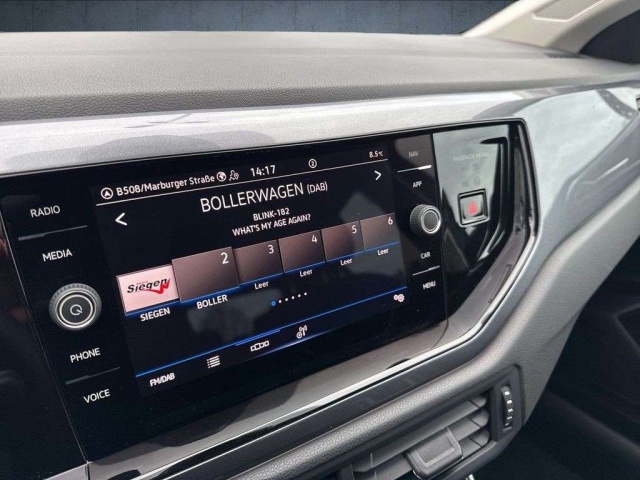 B508/Marburger Straße 14:17 8.5°C
BOLLERWAGEN (DAB)
BLINK-182
WHAT'S MY AGE AGAIN?
2 3 4 5 6
Siegen
SIEGEN BOLLER Leer Leer Leer Leer
FM/DAB
RADIO
MEDIA
PHONE
VOICE
NAV
APP
CAR
MENU